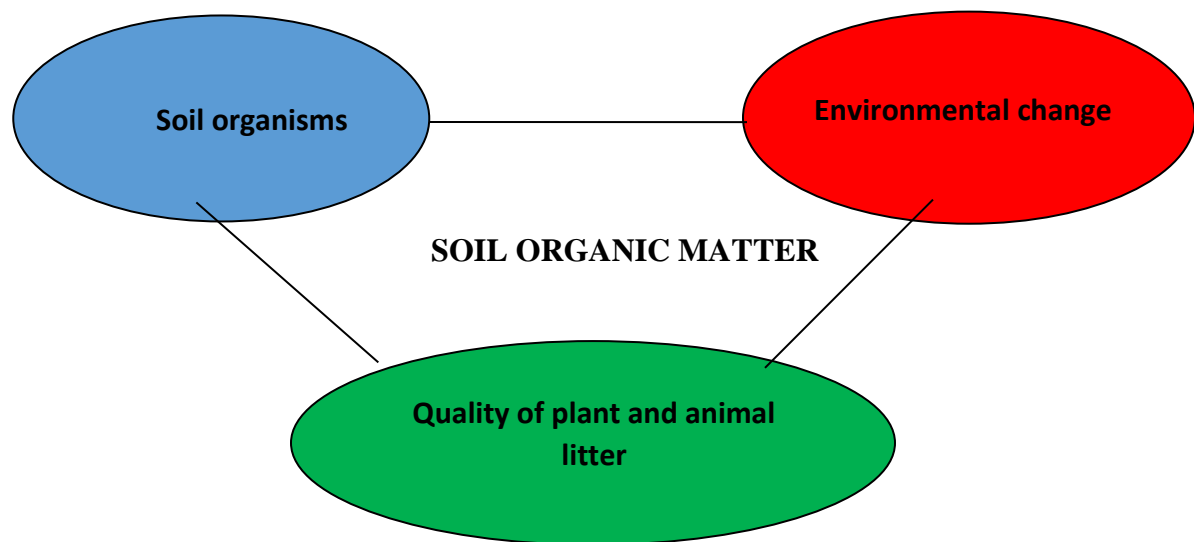 Soil organisms
Environmental change
SOIL ORGANIC MATTER
Quality of plant and animal
litter